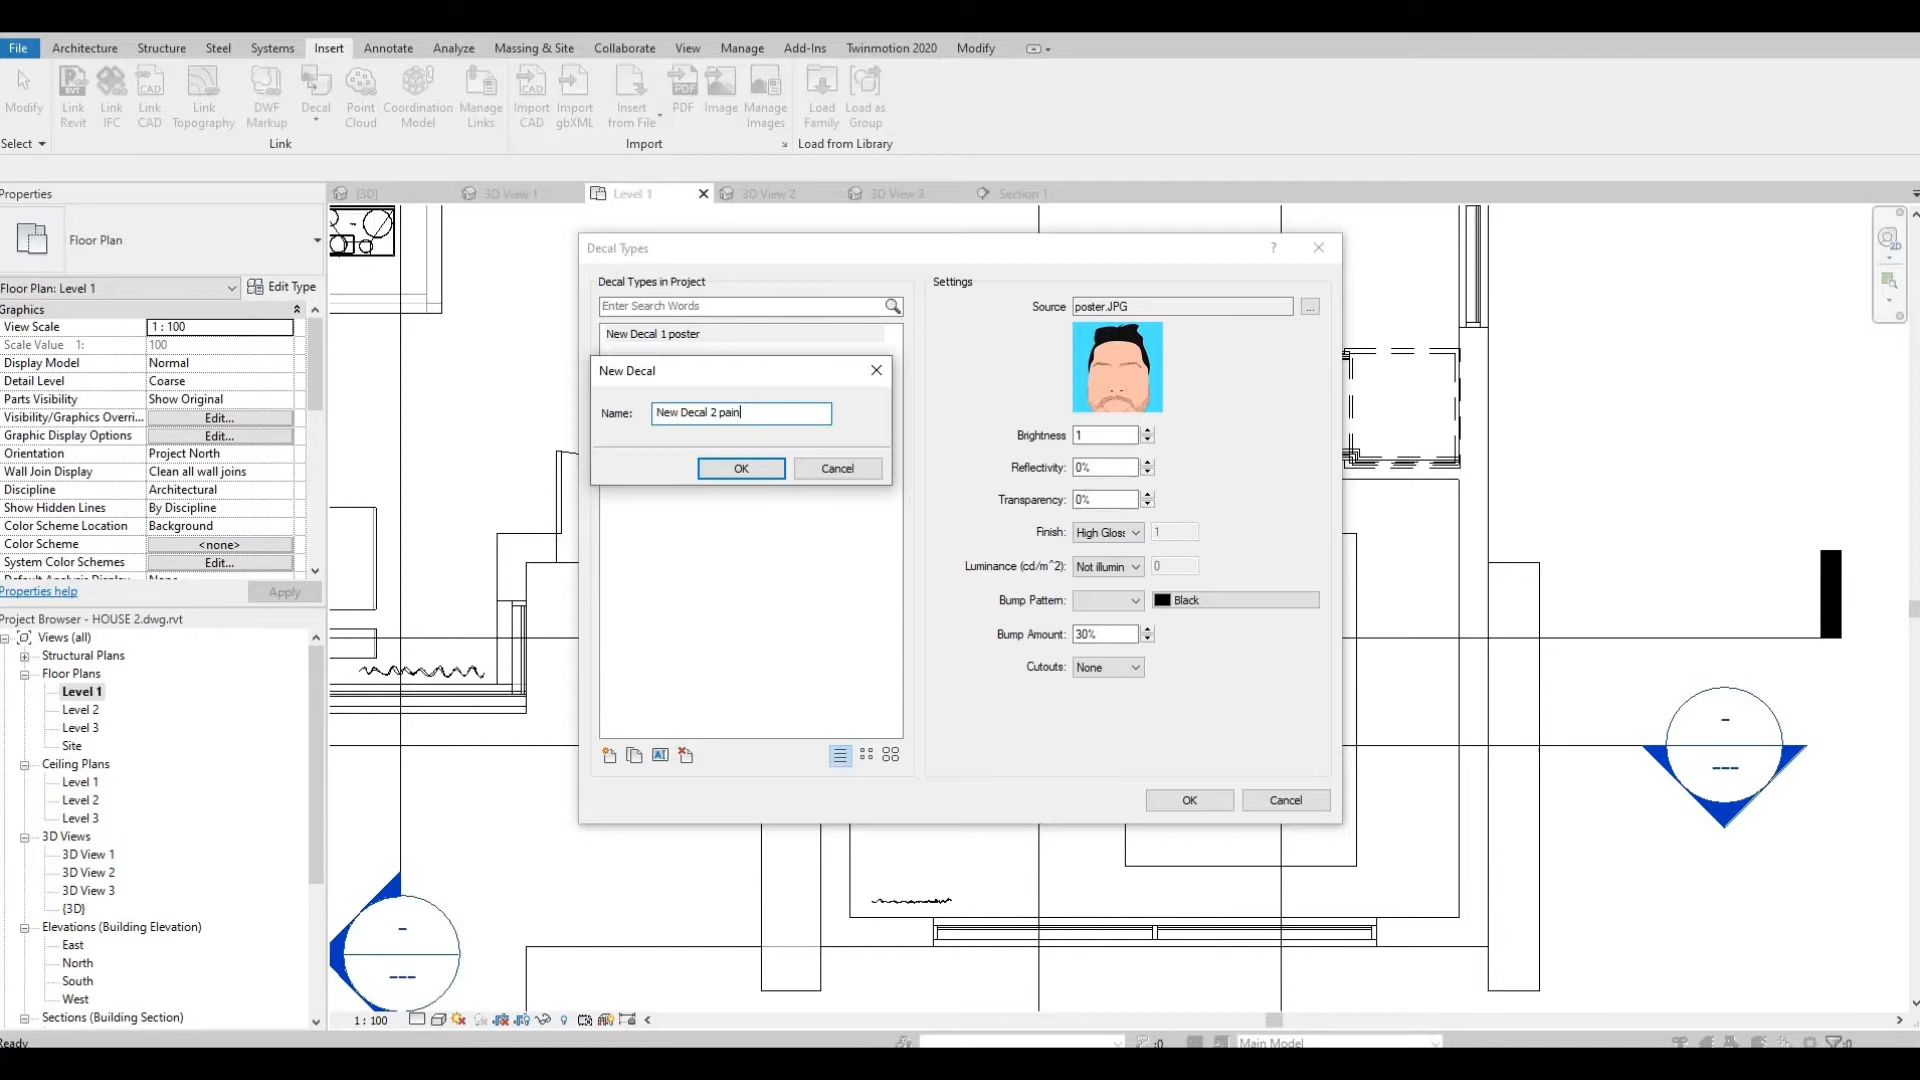 File Architecture Structure Steel Systems Insert Annotate Analyze Massing & Site Collaborate View Manage Add-Ins Twinmotion 2020 Modify
Modify
Link Revit
Link IFC
Link CAD
Link Topography
DWF Markup
Decal
Point Cloud
Coordination Model
Manage Links
Import CAD
Import gbXML
Insert from File
PDF
Image
Manage Images
Load Family
Load as Group
Select
Link
Import
Load from Library
Properties
{3D}
3D View 1
Level 1
3D View 2
3D View 3
Section 1
Floor Plan
Floor Plan: Level 1
Edit Type
Graphics
View Scale 1 : 100
Scale Value 1: 100
Display Model Normal
Detail Level Coarse
Parts Visibility Show Original
Visibility/Graphics Overri... Edit...
Graphic Display Options Edit...
Orientation Project North
Wall Join Display Clean all wall joins
Discipline Architectural
Show Hidden Lines By Discipline
Color Scheme Location Background
Color Scheme <none>
System Color Schemes Edit...
Properties help
Apply
Project Browser - HOUSE 2.dwg.rvt
Views (all)
Structural Plans
Floor Plans
Level 1
Level 2
Level 3
Site
Ceiling Plans
Level 1
Level 2
Level 3
3D Views
3D View 1
3D View 2
3D View 3
{3D}
Elevations (Building Elevation)
East
North
South
West
Sections (Building Section)
Decal Types
?
Decal Types in Project
Enter Search Words
New Decal 1 poster
New Decal
Name: New Decal 2 pain
OK
Cancel
AI
Settings
Source poster.JPG ...
Brightness 1
Reflectivity: 0%
Transparency: 0%
Finish: High Gloss 1
Luminance (cd/m^2): Not illumin 0
Bump Pattern: Black
Bump Amount: 30%
Cutouts: None
OK
Cancel
2D
1 : 100
Ready
:0
Main Model
:0